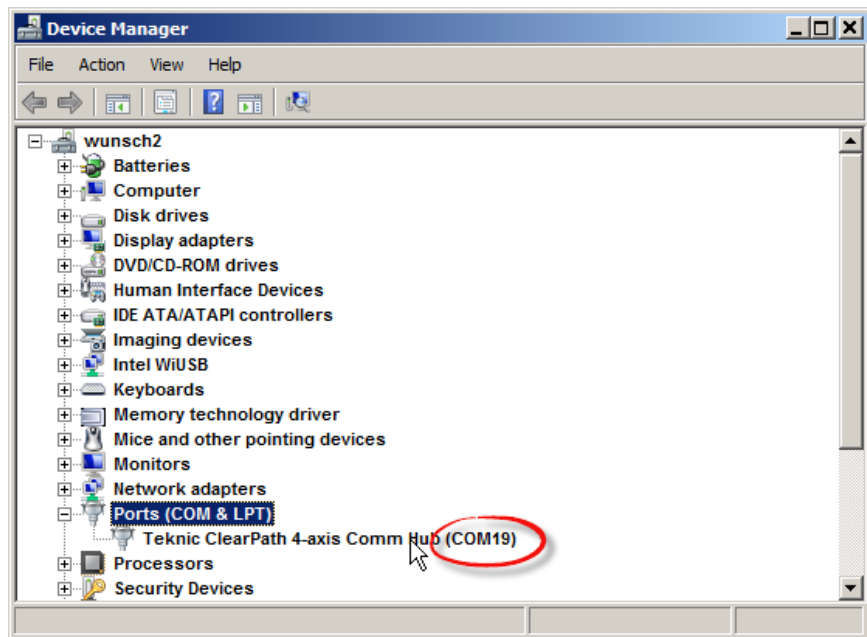 Device Manager
File Action View Help
wunsch2
Batteries
Computer
Disk drives
Display adapters
DVD/CD-ROM drives
Human Interface Devices
IDE ATA/ATAPI controllers
Imaging devices
Intel WiUSB
Keyboards
Memory technology driver
Mice and other pointing devices
Monitors
Network adapters
Ports (COM & LPT)
Teknic ClearPath 4-axis Comm Hub (COM19)
Processors
Security Devices